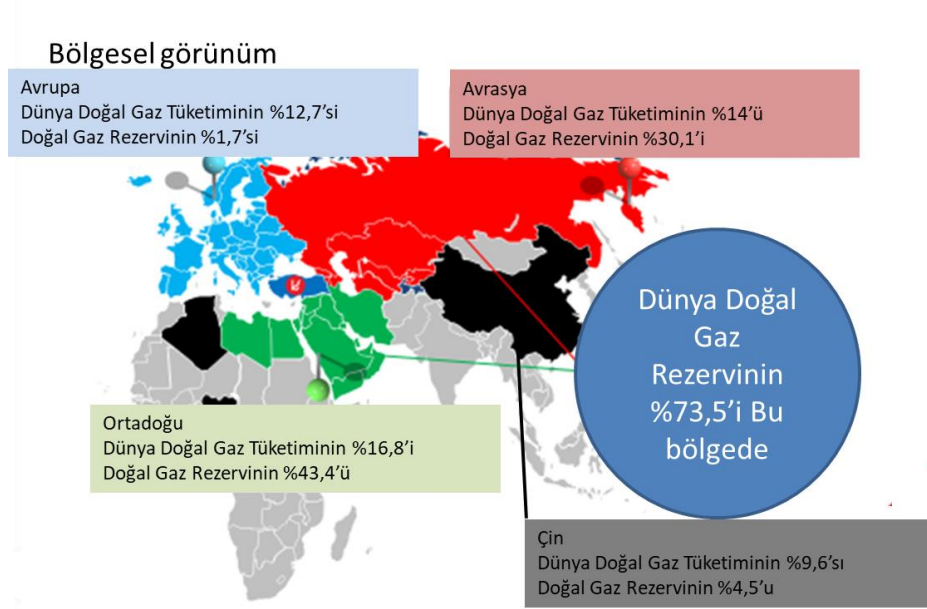 Bölgesel görünüm
Avrupa
Dünya Doğal Gaz Tüketiminin %12,7’si
Doğal Gaz Rezervinin %1,7’si
Avrasya
Dünya Doğal Gaz Tüketiminin %14’ü
Doğal Gaz Rezervinin %30,1’i
Dünya Doğal
Gaz
Rezervinin
%73,5’i Bu
bölgede
Ortadoğu
Dünya Doğal Gaz Tüketiminin %16,8’i
Doğal Gaz Rezervinin %43,4’ü
Çin
Dünya Doğal Gaz Tüketiminin %9,6’sı
Doğal Gaz Rezervinin %4,5’u